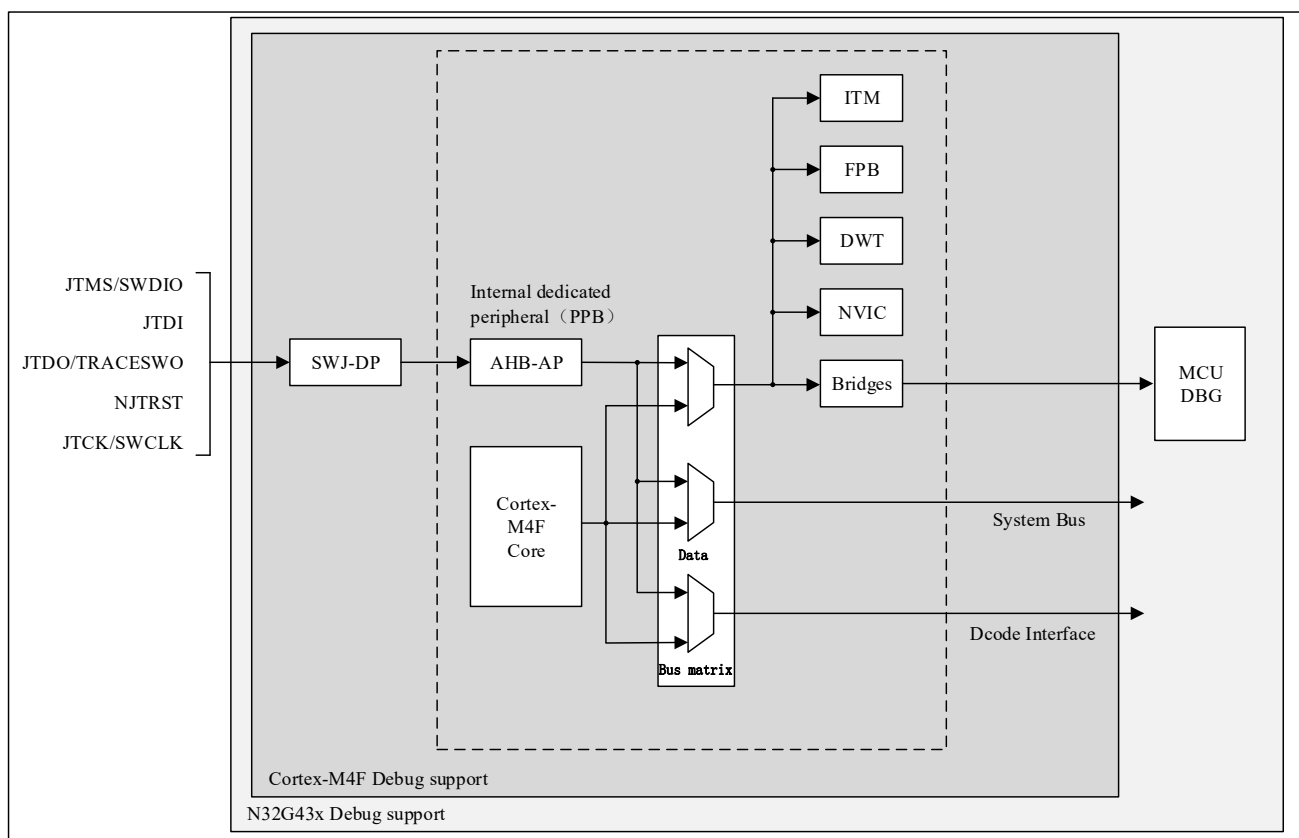 ITM
FPB
DWT
NVIC
Bridges
JTMS/SWDIO
JTDI
JTDO/TRACESWO
NJTRST
JTCK/SWCLK
SWJ-DP
Internal dedicated
peripheral（PPB）
AHB-AP
Cortex-
M4F
Core
Data
Bus matrix
MCU
DBG
System Bus
Dcode Interface
Cortex-M4F Debug support
N32G43x Debug support